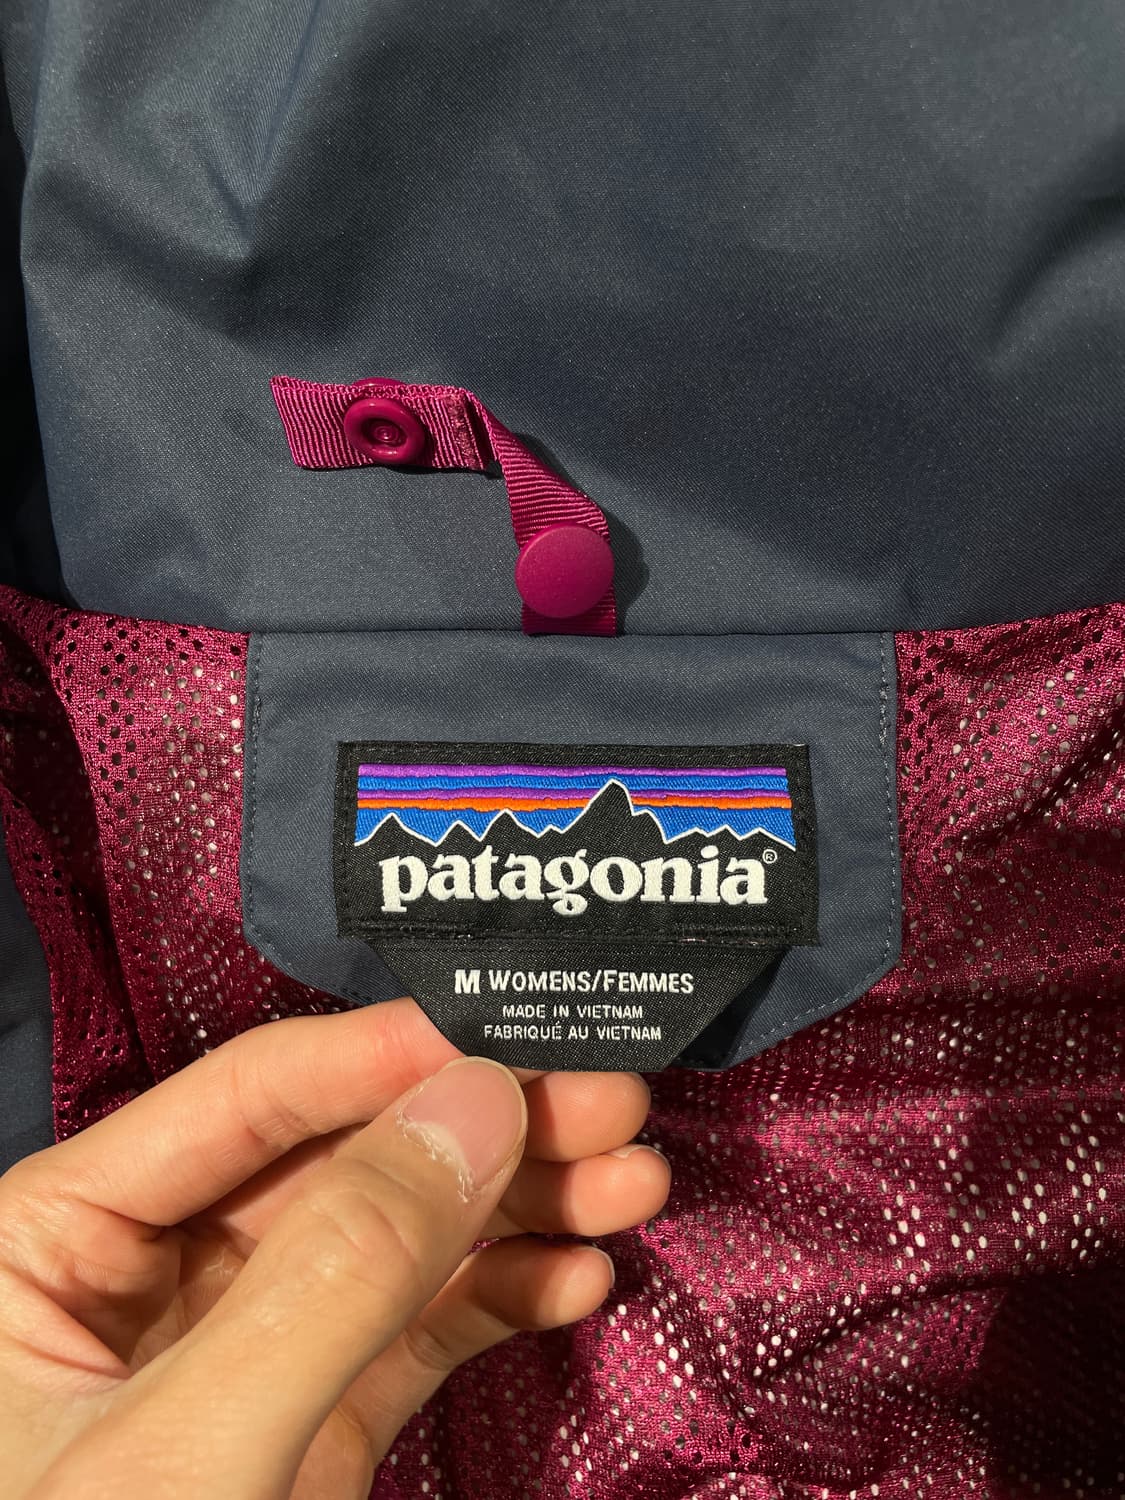 patagonia®
M WOMENS/FEMMES
MADE IN VIETNAM
FABRIQUÉ AU VIETNAM